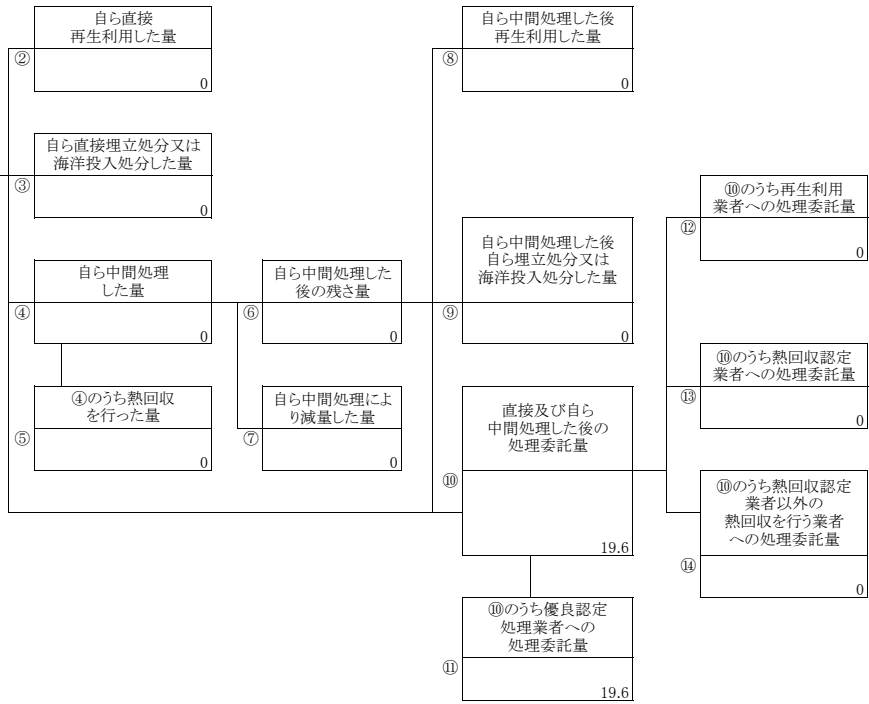 自ら直接
再生利用した量
②
0
自ら直接埋立処分又は
海洋投入処分した量
③
0
自ら中間処理
した量
④
0
④のうち熱回収
を行った量
⑤
0
自ら中間処理した
後の残さ量
⑥
0
自ら中間処理によ
り減量した量
⑦
0
自ら中間処理した後
再生利用した量
⑧
0
自ら中間処理した後
自ら埋立処分又は
海洋投入処分した量
⑨
0
直接及び自ら
中間処理した後の
処理委託量
⑩
19.6
⑩のうち優良認定
処理業者への
処理委託量
⑪
19.6
⑩のうち再生利用
業者への処理委託量
⑫
0
⑩のうち熱回収認定
業者への処理委託量
⑬
0
⑩のうち熱回収認定
業者以外の
熱回収を行う業者
への処理委託量
⑭
0